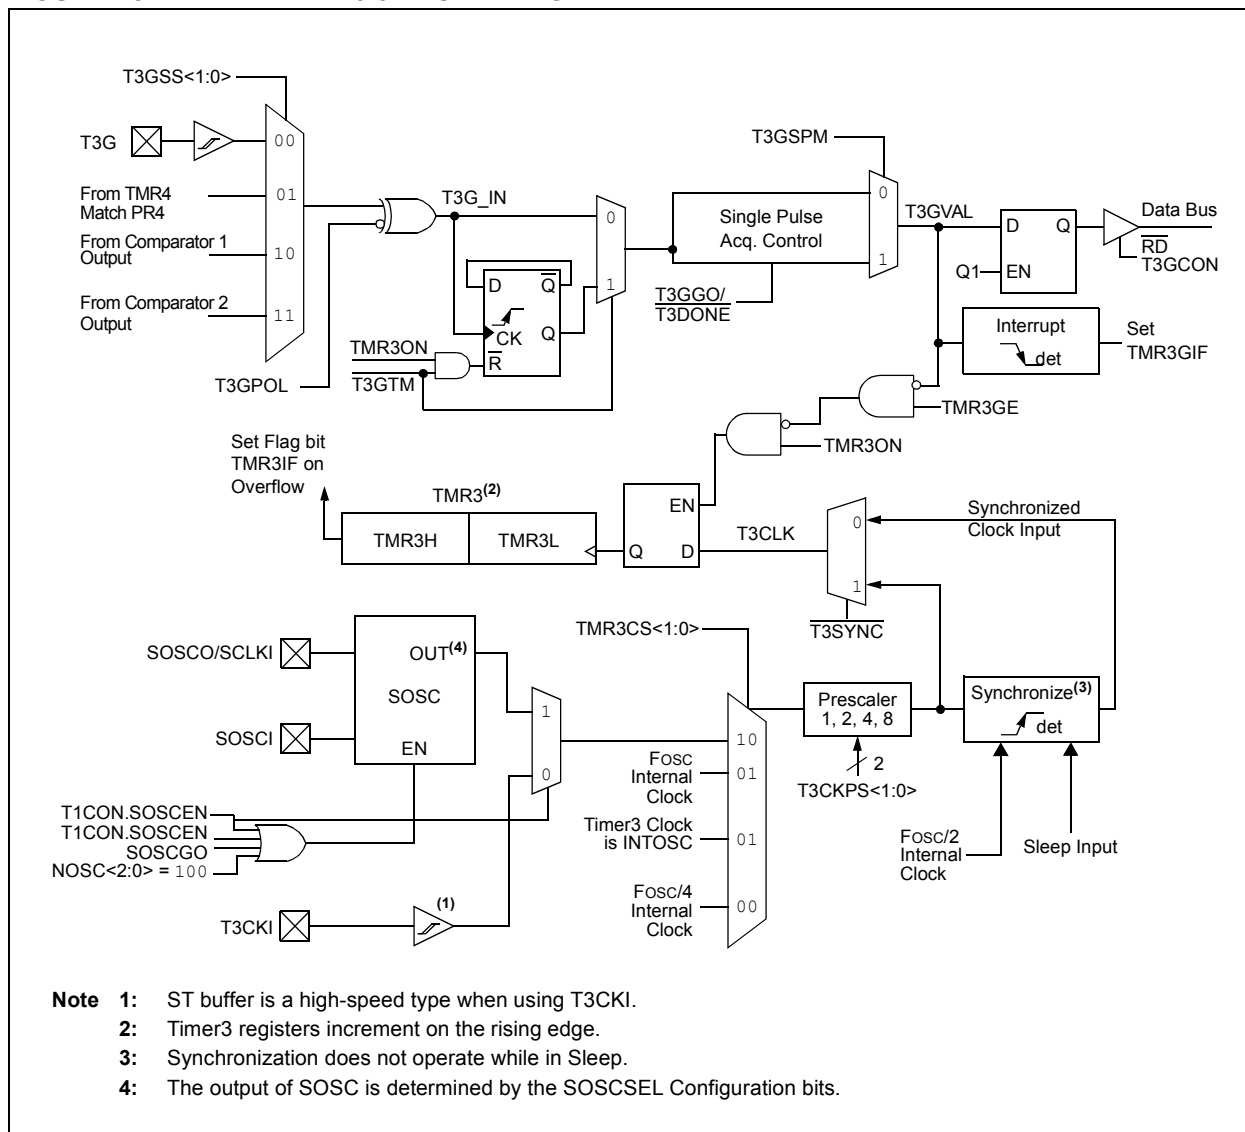 T3GSS<1:0>
T3G
00
From TMR4
Match PR4
01
From Comparator 1
Output
10
From Comparator 2
Output
11
T3GPOL
T3G_IN
0
1
D
Q
CK
Q
R
TMR3ON
T3GTM
T3GSPM
Single Pulse
Acq. Control
0
1
T3GGO/
T3DONE
T3GVAL
D
Q
Q1
EN
Data Bus
RD
T3GCON
Interrupt
det
Set
TMR3GIF
TMR3GE
TMR3ON
Set Flag bit
TMR3IF on
Overflow
TMR3(2)
TMR3H
TMR3L
EN
Q
D
T3CLK
0
1
Synchronized
Clock Input
T3SYNC
SOSCO/SCLKI
OUT(4)
SOSC
SOSCI
EN
1
0
T1CON.SOSCEN
T1CON.SOSCEN
SOSCGO
NOSC<2:0> = 100
T3CKI
(1)
TMR3CS<1:0>
10
FOSC
Internal
Clock
01
Timer3 Clock
is INTOSC
01
FOSC/4
Internal
Clock
00
Prescaler
1, 2, 4, 8
2
T3CKPS<1:0>
Synchronize(3)
det
FOSC/2
Internal
Clock
Sleep Input
Note 1: ST buffer is a high-speed type when using T3CKI.
2: Timer3 registers increment on the rising edge.
3: Synchronization does not operate while in Sleep.
4: The output of SOSC is determined by the SOSCSEL Configuration bits.